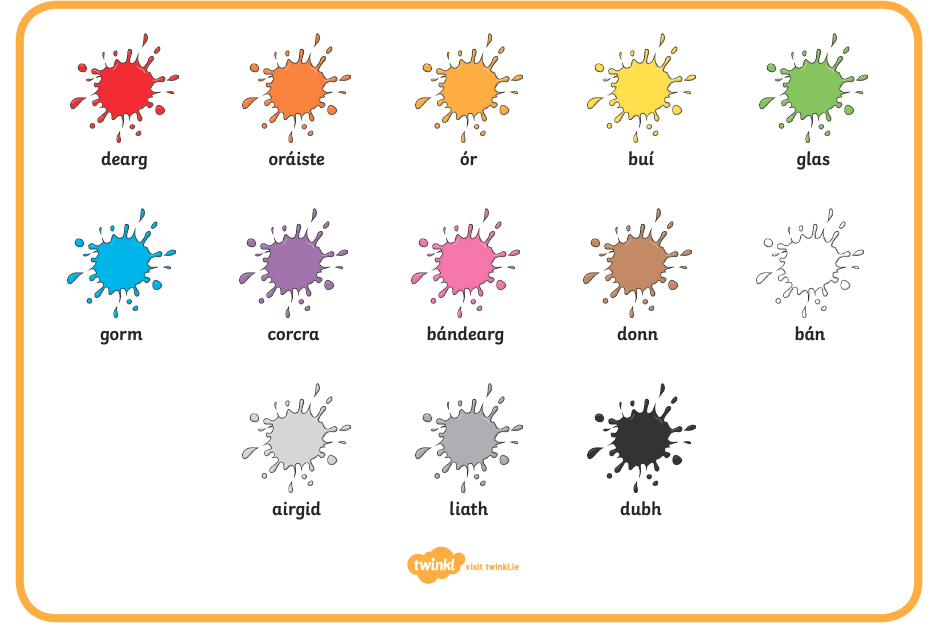 dearg
oráiste
ór
buí
glas
gorm
corcra
bándearg
donn
bán
airgid
liath
dubh
twinkl visit twinkl.ie